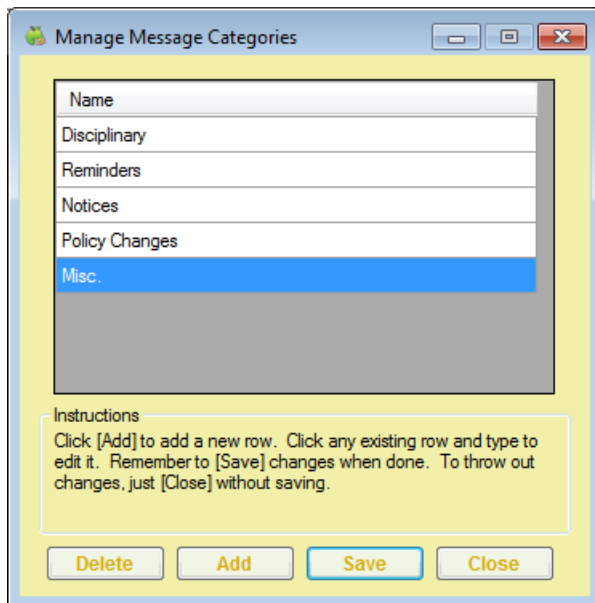 Manage Message Categories
Name
Disciplinary
Reminders
Notices
Policy Changes
Misc.
Instructions
Click [Add] to add a new row.  Click any existing row and type to
edit it.  Remember to [Save] changes when done.  To throw out
changes, just [Close] without saving.
Delete Add Save Close